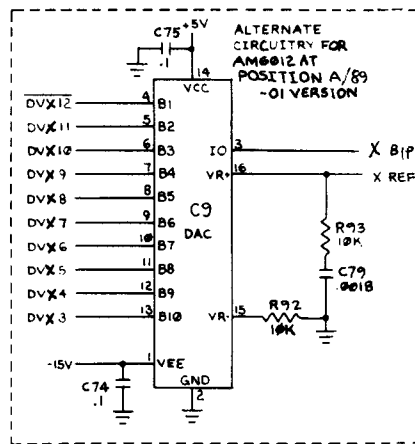 +5V
C75
.1
ALTERNATE
CIRCUITRY FOR
AM6012 AT
POSITION A/89
-01 VERSION
14
VCC
DVX12 4 B1
DVX11 5 B2
DVX10 6 B3
DVX9 7 B4
DVX8 8 B5
DVX7 9 B6
DVX6 10 B7
DVX5 11 B8
DVX4 12 B9
DVX3 13 B10
C9
DAC
IO 3 X BIP
VR+ 16 X REF
R93
10K
C79
.001B
VR- 15 R92
10K
-15V 1 VEE
C74
.1
GND
2